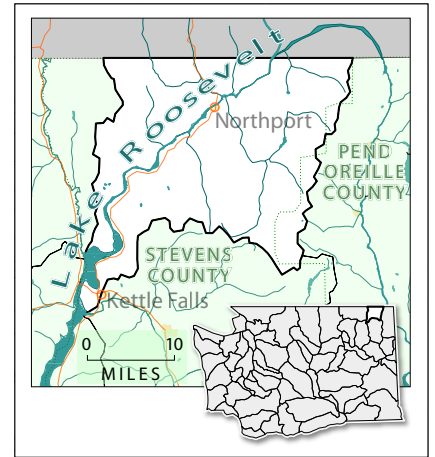 Lake Roosevelt
Northport
PEND
OREILLE
COUNTY
STEVENS
COUNTY
Kettle Falls
0 10
MILES